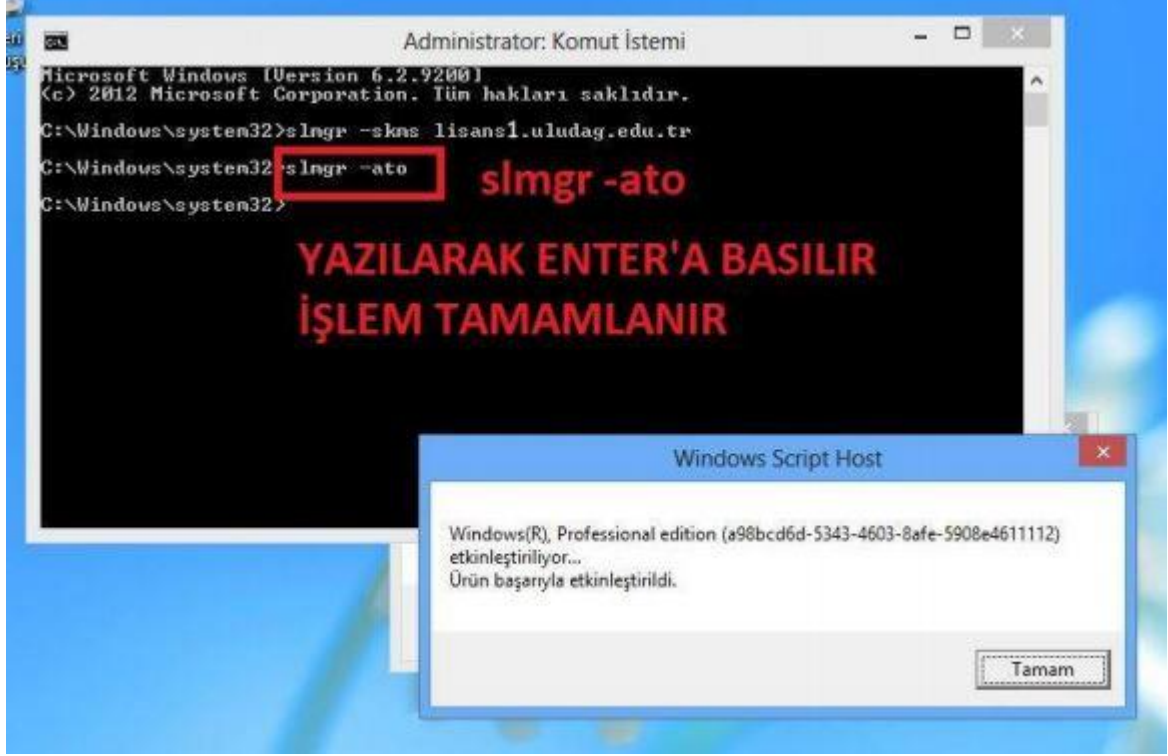 Administrator: Komut İstemi
Microsoft Windows [Version 6.2.9200]
(c) 2012 Microsoft Corporation. Tüm hakları saklıdır.
C:\Windows\system32>slmgr -skms lisans1.uludag.edu.tr
C:\Windows\system32>slmgr -ato
slmgr -ato
C:\Windows\system32>
YAZILARAK ENTER'A BASILIR
İŞLEM TAMAMLANIR
Windows Script Host
Windows(R), Professional edition (a98bcd6d-5343-4603-8afe-5908e4611112)
etkinleştiriliyor...
Ürün başarıyla etkinleştirildi.
Tamam